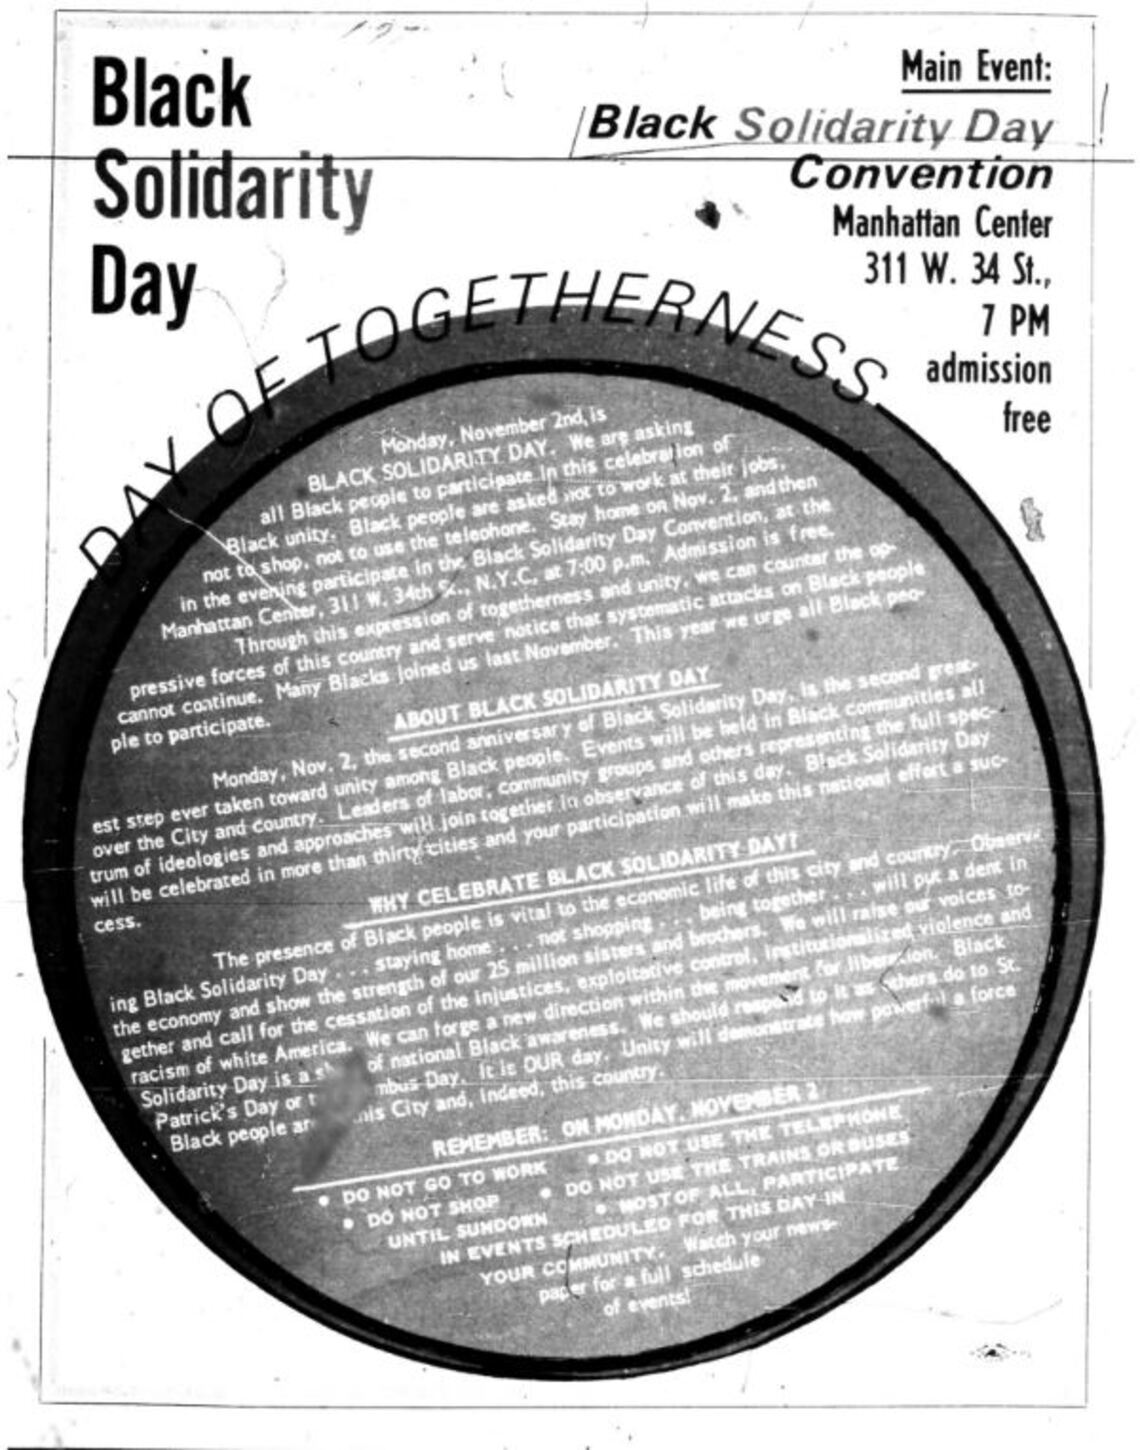 Black
Solidarity
Day
Main Event:
Black Solidarity Day
Convention
Manhattan Center
311 W. 34 St.,
7 PM
admission
free
DAY OF TOGETHERNESS
Monday, November 2nd, is
BLACK SOLIDARITY DAY. We are asking
all Black people to participate in this celebration of
Black unity. Black people are asked not to work at their jobs,
not to shop, not to use the telephone. Stay home on Nov. 2, and then
in the evening participate in the Black Solidarity Day Convention, at the
Manhattan Center, 311 W. 34th St., N.Y.C. at 7:00 p.m. Admission is free.
Through this expression of togetherness and unity, we can counter the op-
pressive forces of this country and serve notice that systematic attacks on Black people
cannot continue. Many Blacks joined us last November. This year we urge all Black peo-
ple to participate.
ABOUT BLACK SOLIDARITY DAY
Monday, Nov. 2, the second anniversary of Black Solidarity Day, is the second great-
est step ever taken toward unity among Black people. Events will be held in Black communities all
over the City and country. Leaders of labor, community groups and others representing the full spec-
trum of ideologies and approaches will join together in observance of this day. Black Solidarity Day
will be celebrated in more than thirty cities and your participation will make this national effort a suc-
cess.
WHY CELEBRATE BLACK SOLIDARITY DAY?
The presence of Black people is vital to the economic life of this city and country. Observ-
ing Black Solidarity Day . . . staying home . . . not shopping . . . being together . . . will put a dent in
the economy and show the strength of our 25 million sisters and brothers. We will raise our voices to-
gether and call for the cessation of the injustices, exploitative control, institutionalized violence and
racism of white America. We can forge a new direction within the movement for liberation. Black
Solidarity Day is a of national Black awareness. We should respond to it as others do to St.
Patrick's Day or Day. It is OUR day. Unity will demonstrate how powerful a force
Black people are this City and, indeed, this country.
REMEMBER: ON MONDAY, NOVEMBER 2
• DO NOT GO TO WORK • DO NOT USE THE TELEPHONE
• DO NOT SHOP • DO NOT USE THE TRAINS OR BUSES
UNTIL SUNDOWN • MOST OF ALL, PARTICIPATE
IN EVENTS SCHEDULED FOR THIS DAY IN
YOUR COMMUNITY. Watch your news-
paper for a full schedule
of events!